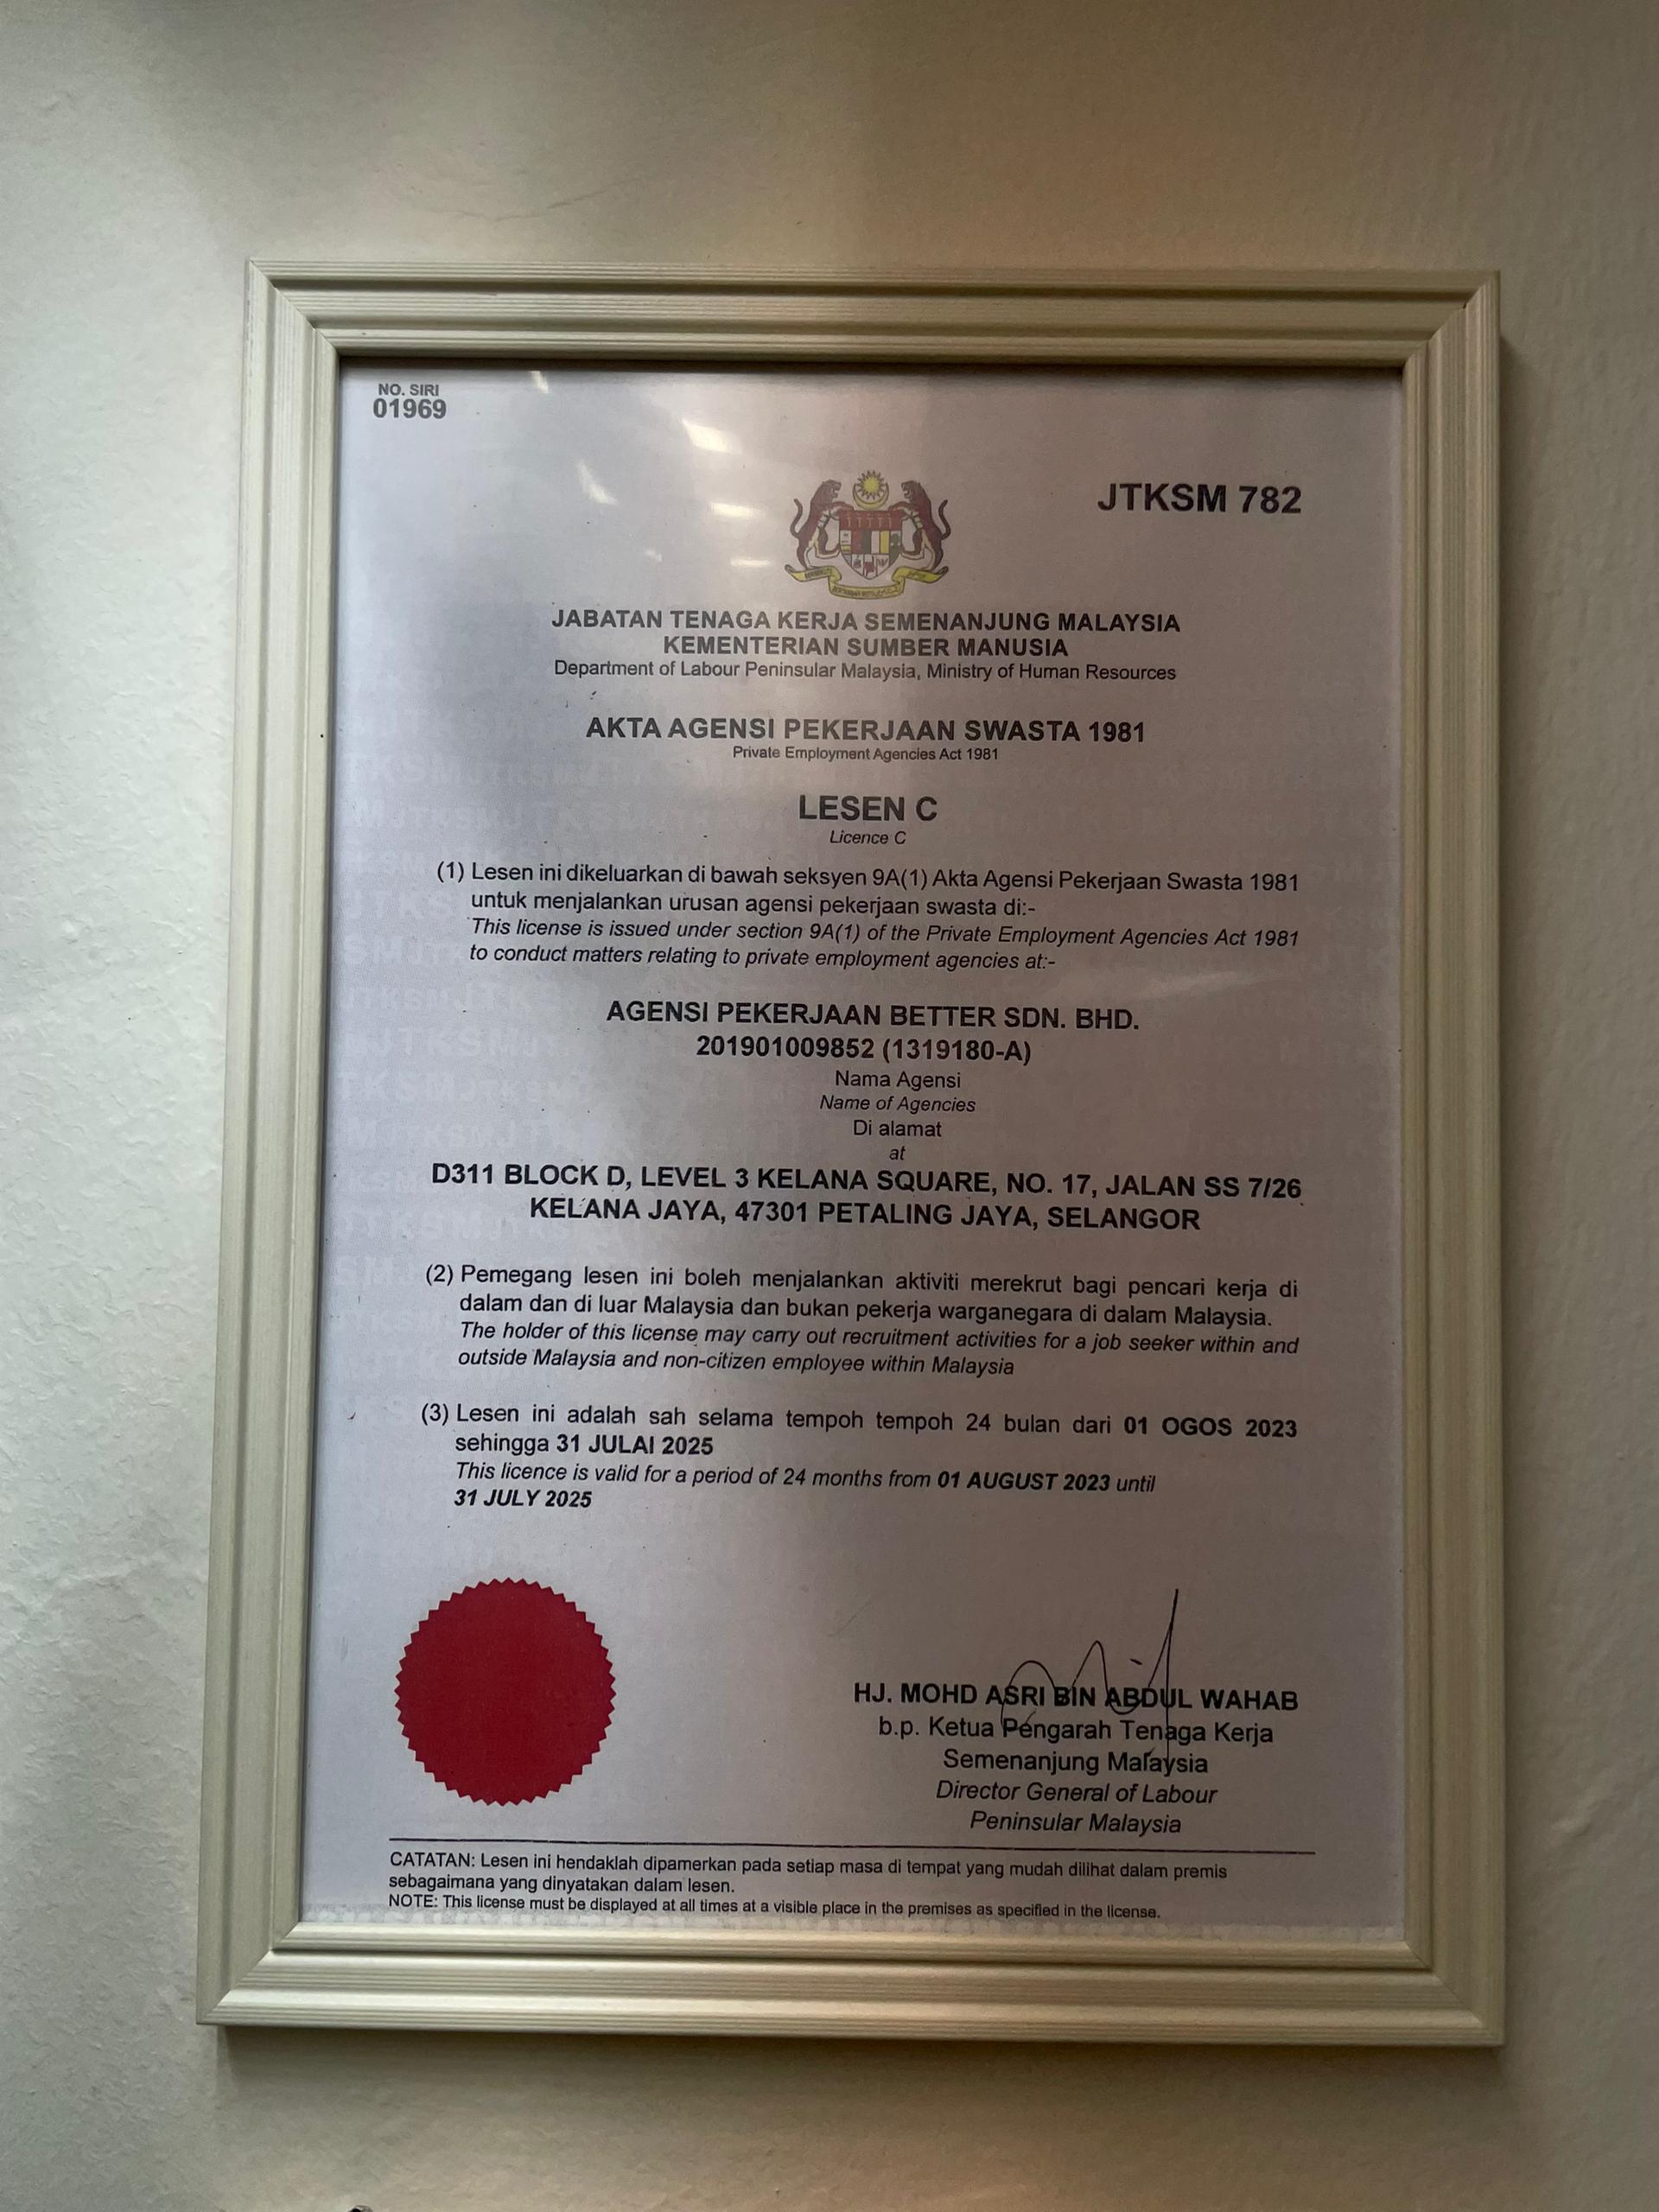 NO. SIRI
01969
JTKSM 782
JABATAN TENAGA KERJA SEMENANJUNG MALAYSIA
KEMENTERIAN SUMBER MANUSIA
Department of Labour Peninsular Malaysia, Ministry of Human Resources
AKTA AGENSI PEKERJAAN SWASTA 1981
Private Employment Agencies Act 1981
LESEN C
Licence C
(1) Lesen ini dikeluarkan di bawah seksyen 9A(1) Akta Agensi Pekerjaan Swasta 1981
untuk menjalankan urusan agensi pekerjaan swasta di:-
This license is issued under section 9A(1) of the Private Employment Agencies Act 1981
to conduct matters relating to private employment agencies at:-
AGENSI PEKERJAAN BETTER SDN. BHD.
201901009852 (1319180-A)
Nama Agensi
Name of Agencies
Di alamat
at
D311 BLOCK D, LEVEL 3 KELANA SQUARE, NO. 17, JALAN SS 7/26
KELANA JAYA, 47301 PETALING JAYA, SELANGOR
(2) Pemegang lesen ini boleh menjalankan aktiviti merekrut bagi pencari kerja di
dalam dan di luar Malaysia dan bukan pekerja warganegara di dalam Malaysia.
The holder of this license may carry out recruitment activities for a job seeker within and
outside Malaysia and non-citizen employee within Malaysia
(3) Lesen ini adalah sah selama tempoh tempoh 24 bulan dari 01 OGOS 2023
sehingga 31 JULAI 2025
This licence is valid for a period of 24 months from 01 AUGUST 2023 until
31 JULY 2025
HJ. MOHD ASRI BIN ABDUL WAHAB
b.p. Ketua Pengarah Tenaga Kerja
Semenanjung Malaysia
Director General of Labour
Peninsular Malaysia
CATATAN: Lesen ini hendaklah dipamerkan pada setiap masa di tempat yang mudah dilihat dalam premis
sebagaimana yang dinyatakan dalam lesen.
NOTE: This license must be displayed at all times at a visible place in the premises as specified in the license.